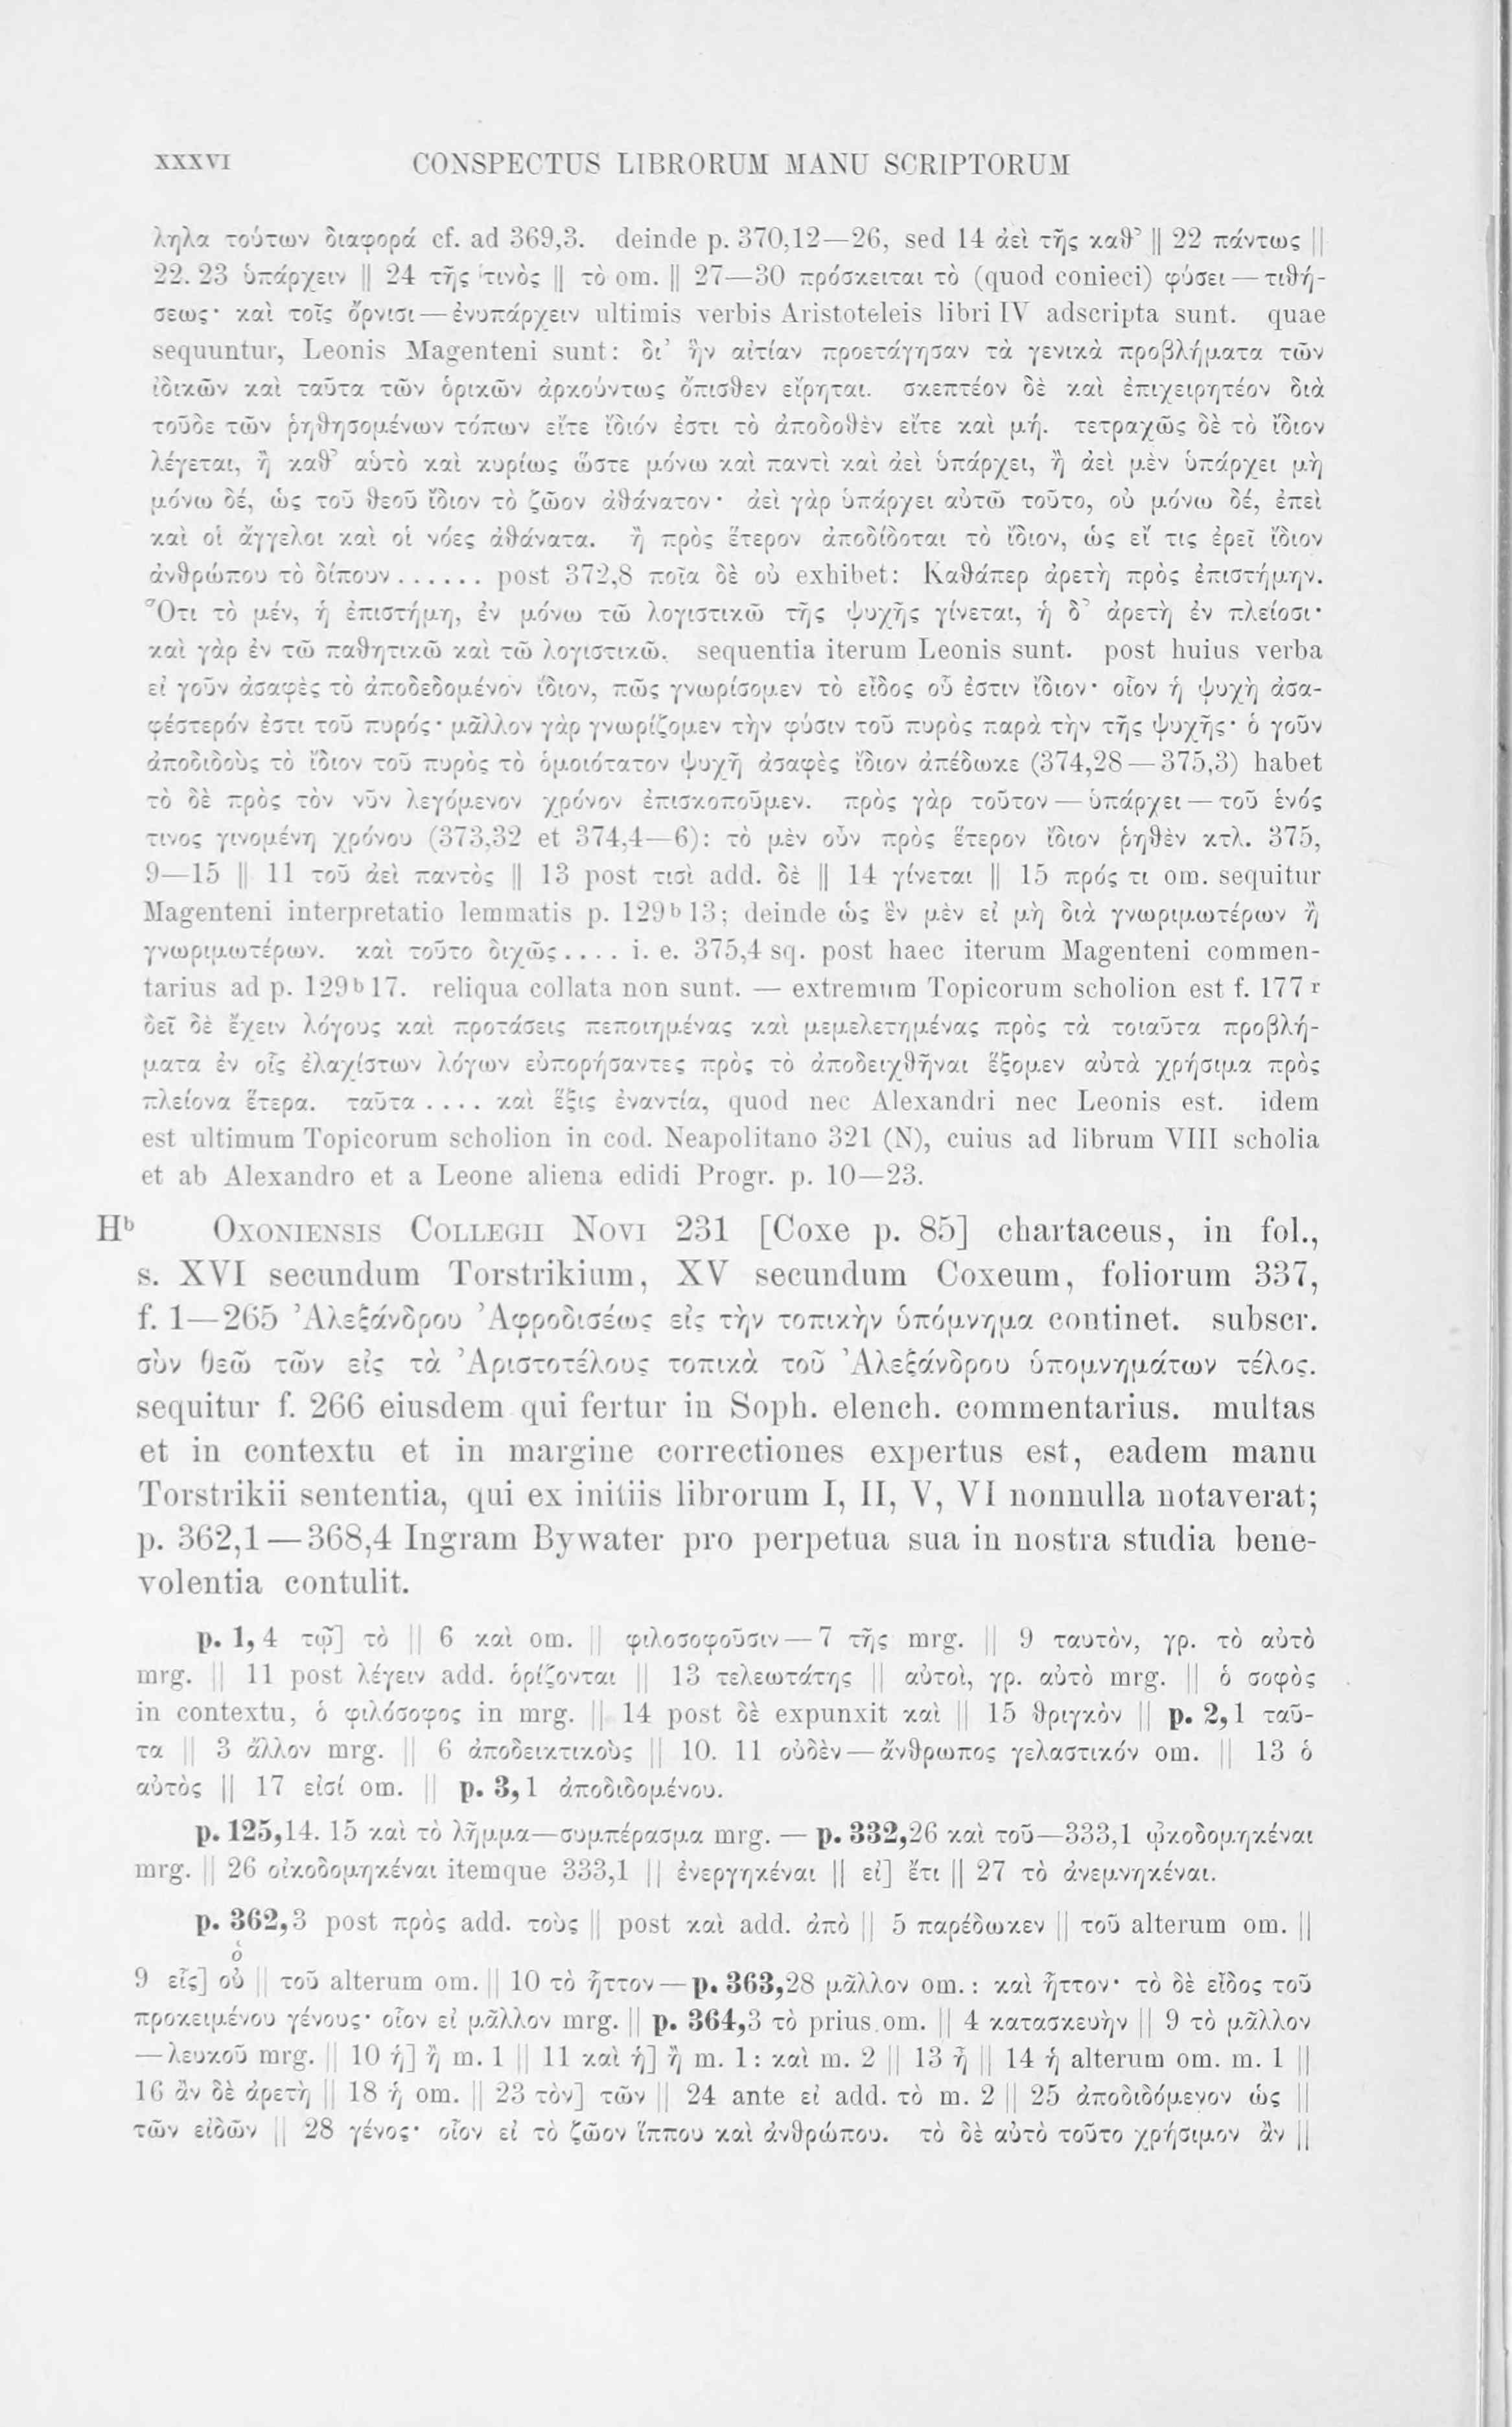 XXXVI CONSPECTUS LIBRORUM MANU SCRIPTORUM
ληλα τούτων διαφορά cf. ad 369,3. deinde p. 370,12—26, sed 14 ἀεὶ τῆς καθ’ || 22 πάντως ||
22. 23 ὑπάρχειν || 24 τῆς τινὸς || τὸ om. || 27—30 πρόσκειται τὸ (quod conieci) φύσει — τιθή-
σεως· καὶ τοῖς ὄρνισι — ἐνυπάρχειν ultimis verbis Aristoteleis libri IV adscripta sunt. quae
sequuntur, Leonis Magenteni sunt: δι’ ἣν αἰτίαν προετάγησαν τὰ γενικὰ προβλήματα τῶν
ἰδικῶν καὶ ταῦτα τῶν ὁρικῶν ἀρκούντως ὄπισθεν εἴρηται. σκεπτέον δὲ καὶ ἐπιχειρητέον διὰ
τοῦδε τῶν ῥηθησομένων τόπων εἴτε ἴδιόν ἐστι τὸ ἀποδοθὲν εἴτε καὶ μή. τετραχῶς δὲ τὸ ἴδιον
λέγεται, ἢ καθ’ αὑτὸ καὶ κυρίως ὥστε μόνω καὶ παντὶ καὶ ἀεὶ ὑπάρχει, ἢ ἀεὶ μὲν ὑπάρχει μὴ
μόνω δέ, ὡς τοῦ θεοῦ ἴδιον τὸ ζῶον ἀθάνατον· ἀεὶ γὰρ ὑπάρχει αὐτῶ τοῦτο, οὐ μόνω δέ, ἐπεὶ
καὶ οἱ ἄγγελοι καὶ οἱ νόες ἀθάνατα. ἢ πρὸς ἕτερον ἀποδίδοται τὸ ἴδιον, ὡς εἴ τις ἐρεῖ ἴδιον
ἀνθρώπου τὸ δίπουν ...... post 372,8 ποῖα δὲ οὐ exhibet: Καθάπερ ἀρετὴ πρὸς ἐπιστήμην.
Ὅτι τὸ μέν, ἡ ἐπιστήμη, ἐν μόνω τῶ λογιστικῶ τῆς ψυχῆς γίνεται, ἡ δ’ ἀρετὴ ἐν πλείοσι·
καὶ γὰρ ἐν τῶ παθητικῶ καὶ τῶ λογιστικῶ. sequentia iterum Leonis sunt. post huius verba
εἰ γοῦν ἀσαφὲς τὸ ἀποδεδομένον ἴδιον, πῶς γνωρίσομεν τὸ εἶδος οὗ ἐστιν ἴδιον· οἷον ἡ ψυχὴ ἀσα-
φέστερόν ἐστι τοῦ πυρός· μᾶλλον γὰρ γνωρίζομεν τὴν φύσιν τοῦ πυρὸς παρὰ τὴν τῆς ψυχῆς· ὁ γοῦν
ἀποδιδοὺς τὸ ἴδιον τοῦ πυρὸς τὸ ὁμοιότατον ψυχῆ ἀσαφὲς ἴδιον ἀπέδωκε (374,28 — 375,3) habet
τὸ δὲ πρὸς τὸν νῦν λεγόμενον χρόνον ἐπισκοποῦμεν. πρὸς γὰρ τοῦτον — ὑπάρχει — τοῦ ἑνός
τινος γινομένη χρόνου (373,32 et 374,4—6): τὸ μὲν οὖν πρὸς ἕτερον ἴδιον ῥηθὲν κτλ. 375,
9—15 || 11 τοῦ ἀεὶ παντὸς || 13 post τισὶ add. δὲ || 14 γίνεται || 15 πρός τι om. sequitur
Magenteni interpretatio lemmatis p. 129ᵇ13; deinde ὡς ἓν μὲν εἰ μὴ διὰ γνωριμωτέρων ἢ
γνωριμωτέρων. καὶ τοῦτο διχῶς .... i. e. 375,4 sq. post haec iterum Magenteni commen-
tarius ad p. 129ᵇ17. reliqua collata non sunt. — extremum Topicorum scholion est f. 177ʳ
δεῖ δὲ ἔχειν λόγους καὶ προτάσεις πεποιημένας καὶ μεμελετημένας πρὸς τὰ τοιαῦτα προβλή-
ματα ἐν οἷς ἐλαχίστων λόγων εὐπορήσαντες πρὸς τὸ ἀποδειχθῆναι ἕξομεν αὐτὰ χρήσιμα πρὸς
πλείονα ἕτερα. ταῦτα .... καὶ ἕξις ἐναντία, quod nec Alexandri nec Leonis est. idem
est ultimum Topicorum scholion in cod. Neapolitano 321 (N), cuius ad librum VIII scholia
et ab Alexandro et a Leone aliena edidi Progr. p. 10—23.
Hᵇ OXONIENSIS COLLEGII NOVI 231 [Coxe p. 85] chartaceus, in fol.,
s. XVI secundum Torstrikium, XV secundum Coxeum, foliorum 337,
f. 1—265 Ἀλεξάνδρου Ἀφροδισέως εἰς τὴν τοπικὴν ὑπόμνημα continet. subscr.
σὺν θεῶ τῶν εἰς τὰ Ἀριστοτέλους τοπικὰ τοῦ Ἀλεξάνδρου ὑπομνημάτων τέλος.
sequitur f. 266 eiusdem qui fertur in Soph. elench. commentarius. multas
et in contextu et in margine correctiones expertus est, eadem manu
Torstrikii sententia, qui ex initiis librorum I, II, V, VI nonnulla notaverat;
p. 362,1 — 368,4 Ingram Bywater pro perpetua sua in nostra studia bene-
volentia contulit.
p. 1, 4 τῷ] τὸ || 6 καὶ om. || φιλοσοφοῦσιν — 7 τῆς mrg. || 9 ταυτὸν, γρ. τὸ αὐτὸ
mrg. || 11 post λέγειν add. ὁρίζονται || 13 τελεωτάτης || αὐτοὶ, γρ. αὐτὸ mrg. || ὁ σοφὸς
in contextu, ὁ φιλόσοφος in mrg. || 14 post δὲ expunxit καὶ || 15 θριγκὸν || p. 2,1 ταῦ-
τα || 3 ἄλλον mrg. || 6 ἀποδεικτικοὺς || 10. 11 οὐδὲν — ἄνθρωπος γελαστικόν om. || 13 ὁ
αὐτὸς || 17 εἰσί om. || p. 3,1 ἀποδιδομένου.
p. 125,14. 15 καὶ τὸ λῆμμα—συμπέρασμα mrg. — p. 332,26 καὶ τοῦ—333,1 ᾠκοδομηκέναι
mrg. || 26 οἰκοδομηκέναι itemque 333,1 || ἐνεργηκέναι || εἰ] ἔτι || 27 τὸ ἀνεμνηκέναι.
p. 362,3 post πρὸς add. τοὺς || post καὶ add. ἀπὸ || 5 παρέδωκεν || τοῦ alterum om. ||
ὁ
9 εἷς] οὐ || τοῦ alterum om. || 10 τὸ ἧττον — p. 363,28 μᾶλλον om.: καὶ ἧττον· τὸ δὲ εἶδος τοῦ
προκειμένου γένους· οἷον εἰ μᾶλλον mrg. || p. 364,3 τὸ prius om. || 4 κατασκευὴν || 9 τὸ μᾶλλον
— λευκοῦ mrg. || 10 ἡ] ἢ m. 1 || 11 καὶ ἡ] ἢ m. 1: καὶ m. 2 || 13 ᾗ || 14 ἡ alterum om. m. 1 ||
16 ἂν δὲ ἀρετὴ || 18 ἡ om. || 23 τὸν] τῶν || 24 ante εἰ add. τὸ m. 2 || 25 ἀποδιδόμενον ὡς ||
τῶν εἰδῶν || 28 γένος· οἷον εἰ τὸ ζῶον ἵππου καὶ ἀνθρώπου. τὸ δὲ αὐτὸ τοῦτο χρήσιμον ἂν ||